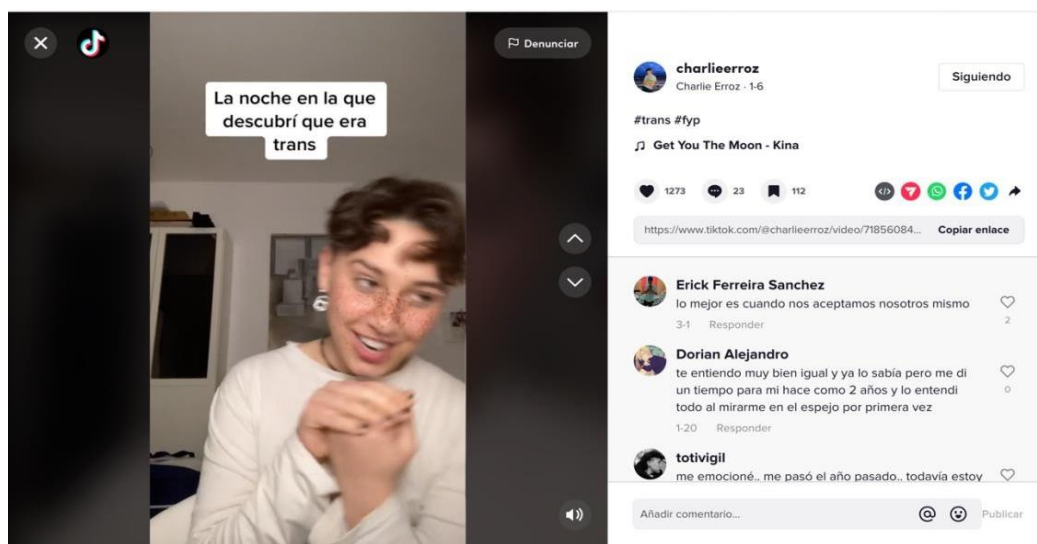 Denunciar
La noche en la que
descubrí que era
trans
charlieerroz
Charlie Erroz · 1-6
Siguiendo
#trans #fyp
Get You The Moon - Kina
1273
23
112
https://www.tiktok.com/@charlieerroz/video/71856084...
Copiar enlace
Erick Ferreira Sanchez
lo mejor es cuando nos aceptamos nosotros mismo
3-1 Responder
2
Dorian Alejandro
te entiendo muy bien igual y ya lo sabía pero me di
un tiempo para mi hace como 2 años y lo entendi
todo al mirarme en el espejo por primera vez
0
1-20 Responder
totivigil
me emocioné.. me pasó el año pasado.. todavía estoy
Añadir comentario...
Publicar